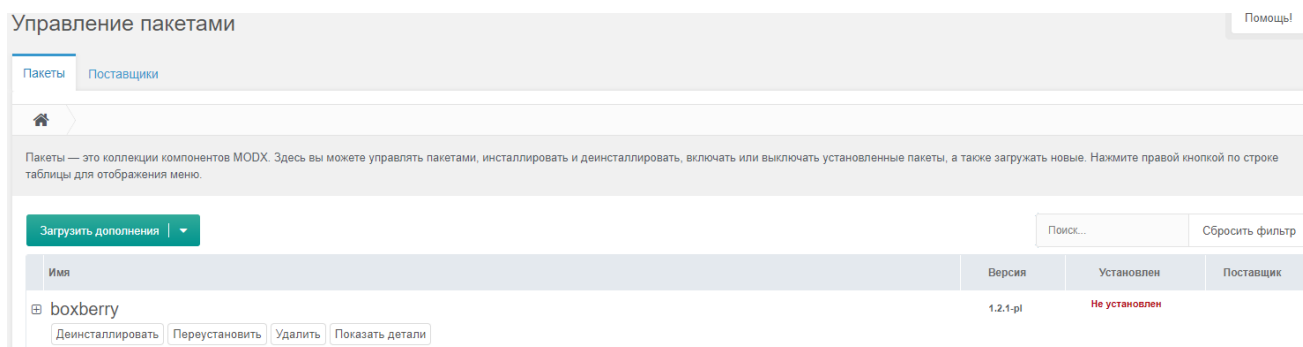 Управление пакетами
Помощь!
Пакеты Поставщики
Пакеты — это коллекции компонентов MODX. Здесь вы можете управлять пакетами, инсталлировать и деинсталлировать, включать или выключать установленные пакеты, а также загружать новые. Нажмите правой кнопкой по строке
таблицы для отображения меню.
Загрузить дополнения Поиск... Сбросить фильтр
Имя Версия Установлен Поставщик
boxberry 1.2.1-pl Не установлен
Деинсталлировать Переустановить Удалить Показать детали